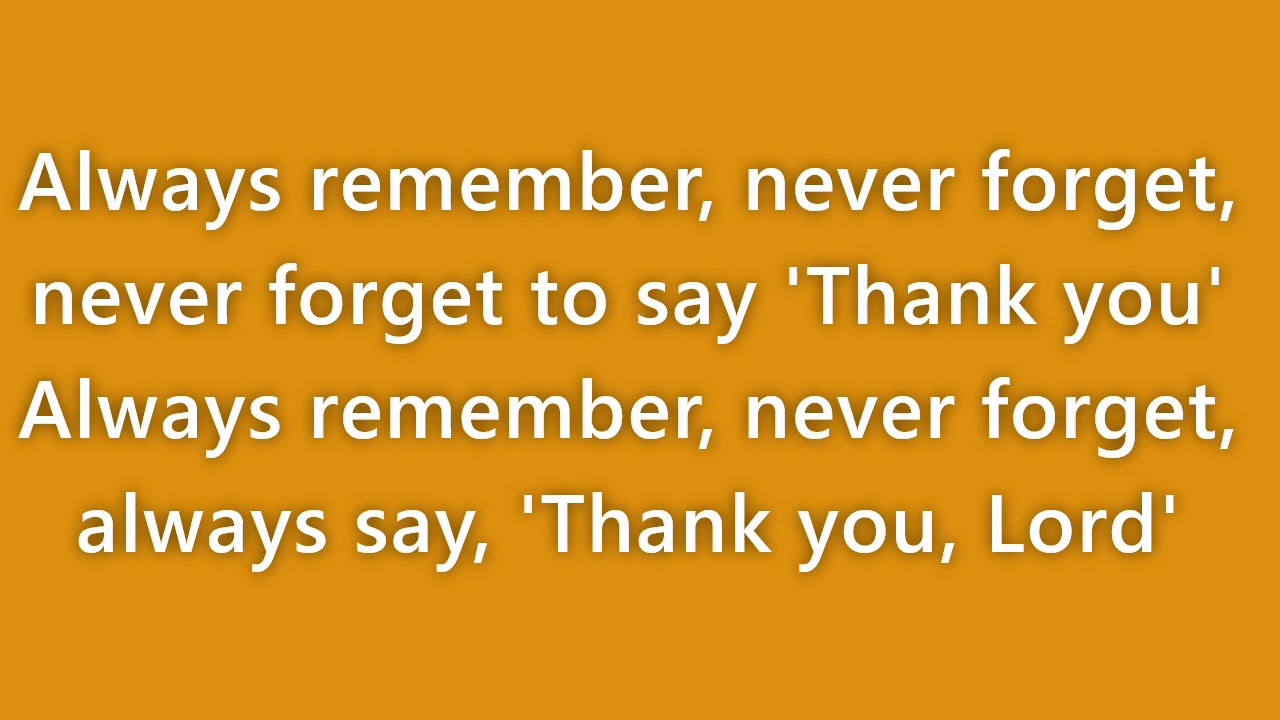 Always remember, never forget,
never forget to say 'Thank you'
Always remember, never forget,
always say, 'Thank you, Lord'